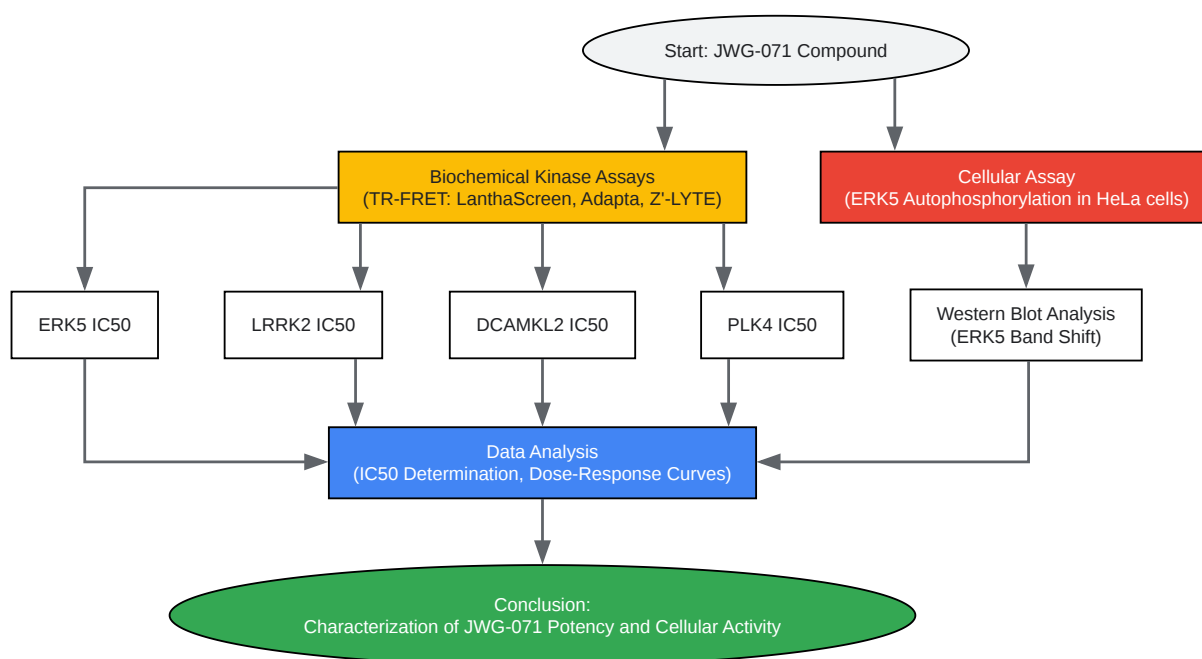 Start: JWG-071 Compound
Biochemical Kinase Assays
(TR-FRET: LanthaScreen, Adapta, Z'-LYTE)
Cellular Assay
(ERK5 Autophosphorylation in HeLa cells)
ERK5 IC50
LRRK2 IC50
DCAMKL2 IC50
PLK4 IC50
Western Blot Analysis
(ERK5 Band Shift)
Data Analysis
(IC50 Determination, Dose-Response Curves)
Conclusion:
Characterization of JWG-071 Potency and Cellular Activity